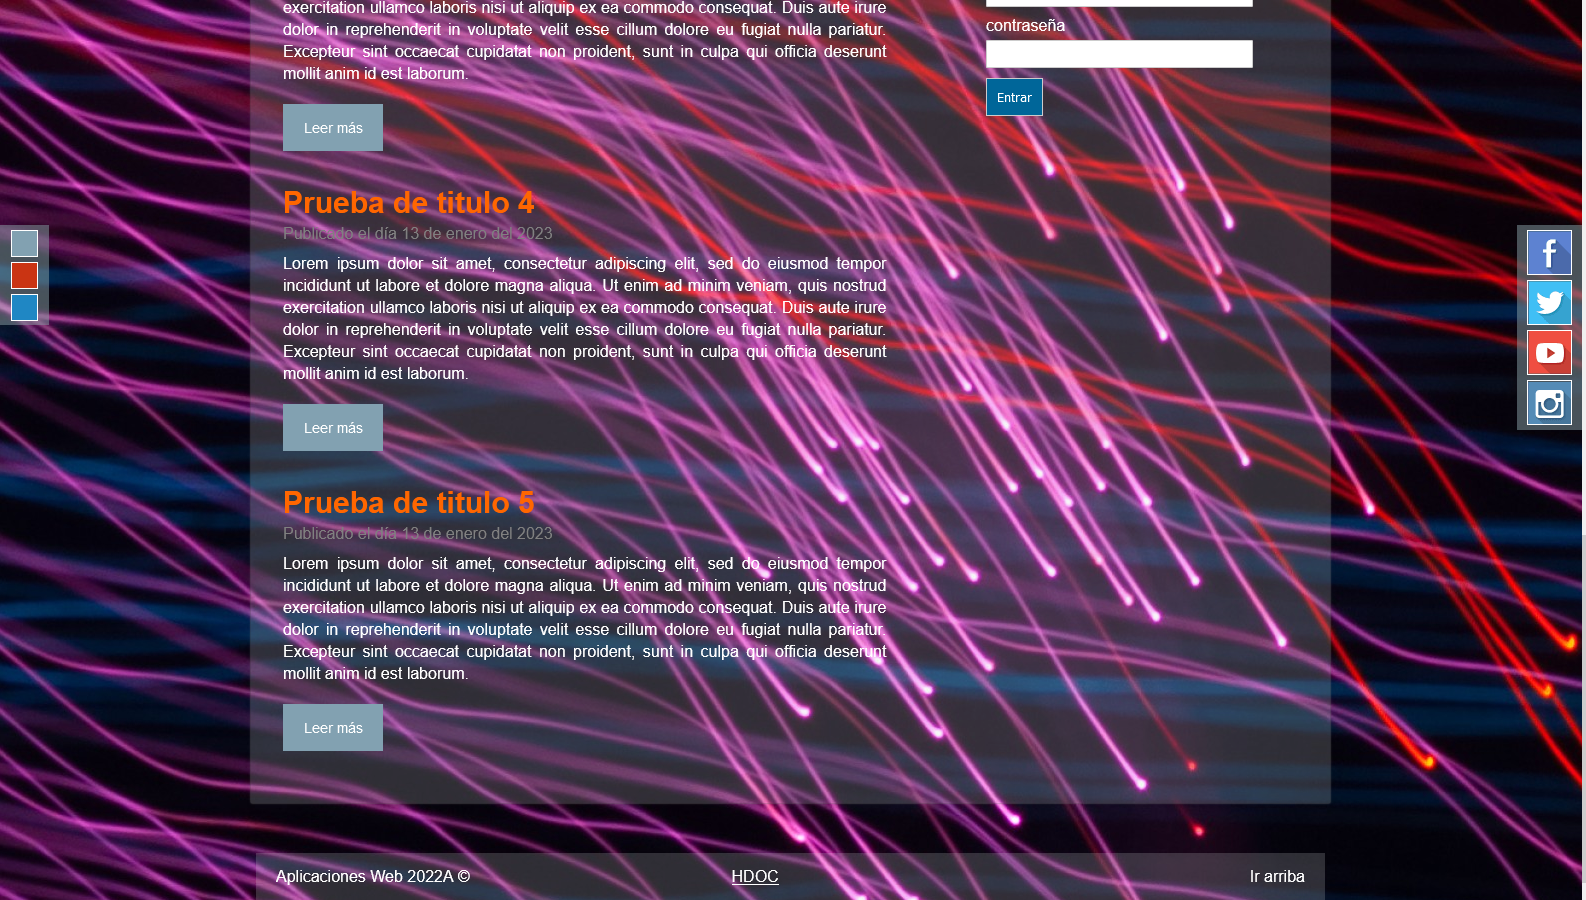 exercitation ullamco laboris nisi ut aliquip ex ea commodo consequat. Duis aute irure
dolor in reprehenderit in voluptate velit esse cillum dolore eu fugiat nulla pariatur.
Excepteur sint occaecat cupidatat non proident, sunt in culpa qui officia deserunt
mollit anim id est laborum.
Leer más
Prueba de titulo 4
Publicado el día 13 de enero del 2023
Lorem ipsum dolor sit amet, consectetur adipiscing elit, sed do eiusmod tempor
incididunt ut labore et dolore magna aliqua. Ut enim ad minim veniam, quis nostrud
exercitation ullamco laboris nisi ut aliquip ex ea commodo consequat. Duis aute irure
dolor in reprehenderit in voluptate velit esse cillum dolore eu fugiat nulla pariatur.
Excepteur sint occaecat cupidatat non proident, sunt in culpa qui officia deserunt
mollit anim id est laborum.
Leer más
Prueba de titulo 5
Publicado el día 13 de enero del 2023
Lorem ipsum dolor sit amet, consectetur adipiscing elit, sed do eiusmod tempor
incididunt ut labore et dolore magna aliqua. Ut enim ad minim veniam, quis nostrud
exercitation ullamco laboris nisi ut aliquip ex ea commodo consequat. Duis aute irure
dolor in reprehenderit in voluptate velit esse cillum dolore eu fugiat nulla pariatur.
Excepteur sint occaecat cupidatat non proident, sunt in culpa qui officia deserunt
mollit anim id est laborum.
Leer más
contraseña
Entrar
Aplicaciones Web 2022A ©
HDOC
Ir arriba